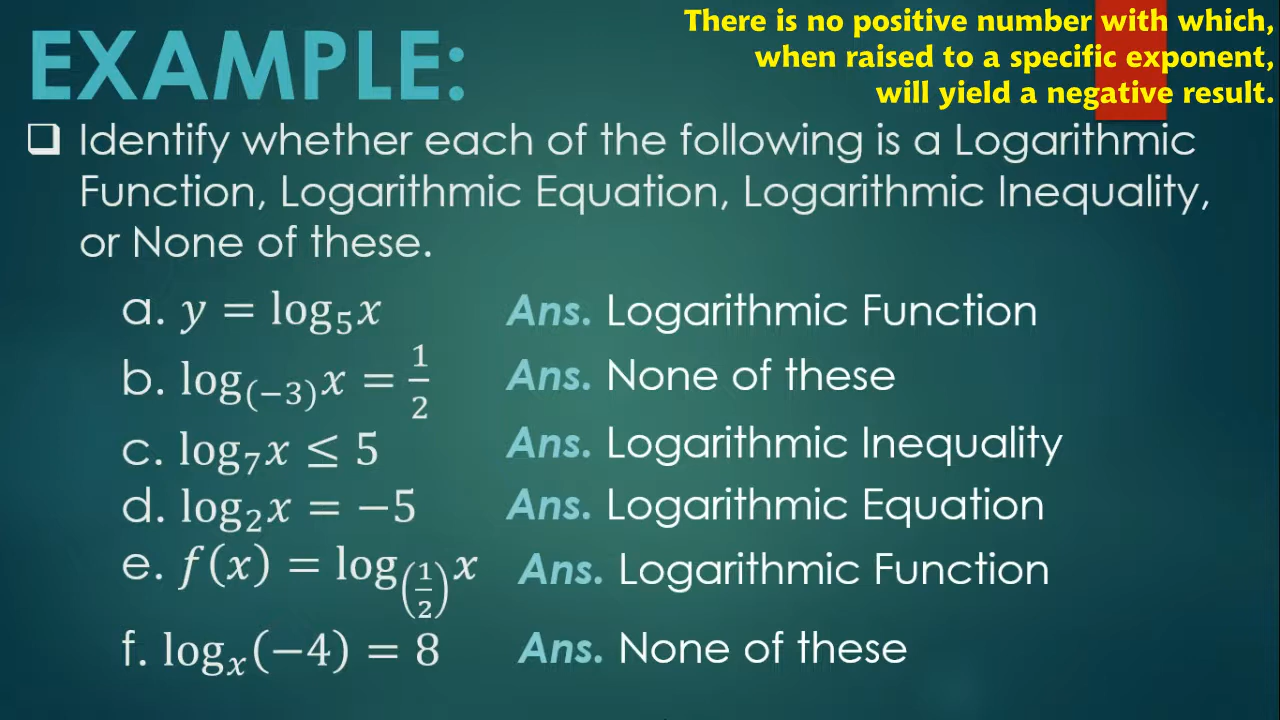 EXAMPLE:
There is no positive number with which,
when raised to a specific exponent,
will yield a negative result.
❑ Identify whether each of the following is a Logarithmic
Function, Logarithmic Equation, Logarithmic Inequality,
or None of these.
a. y = log₅x Ans. Logarithmic Function
b. log₍₋₃₎x = 1/2 Ans. None of these
c. log₇x ≤ 5 Ans. Logarithmic Inequality
d. log₂x = −5 Ans. Logarithmic Equation
e. f(x) = log_(1/2) x Ans. Logarithmic Function
f. logₓ(−4) = 8 Ans. None of these